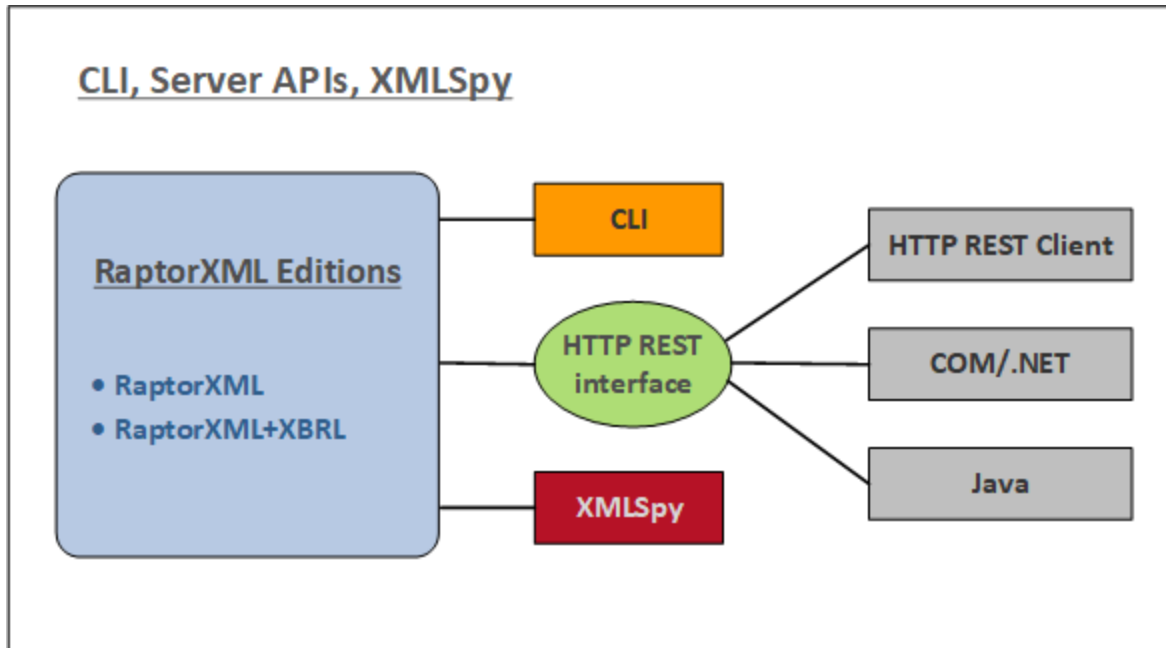 CLI, Server APIs, XMLSpy
RaptorXML Editions
• RaptorXML
• RaptorXML+XBRL
CLI
HTTP REST
interface
XMLSpy
HTTP REST Client
COM/.NET
Java